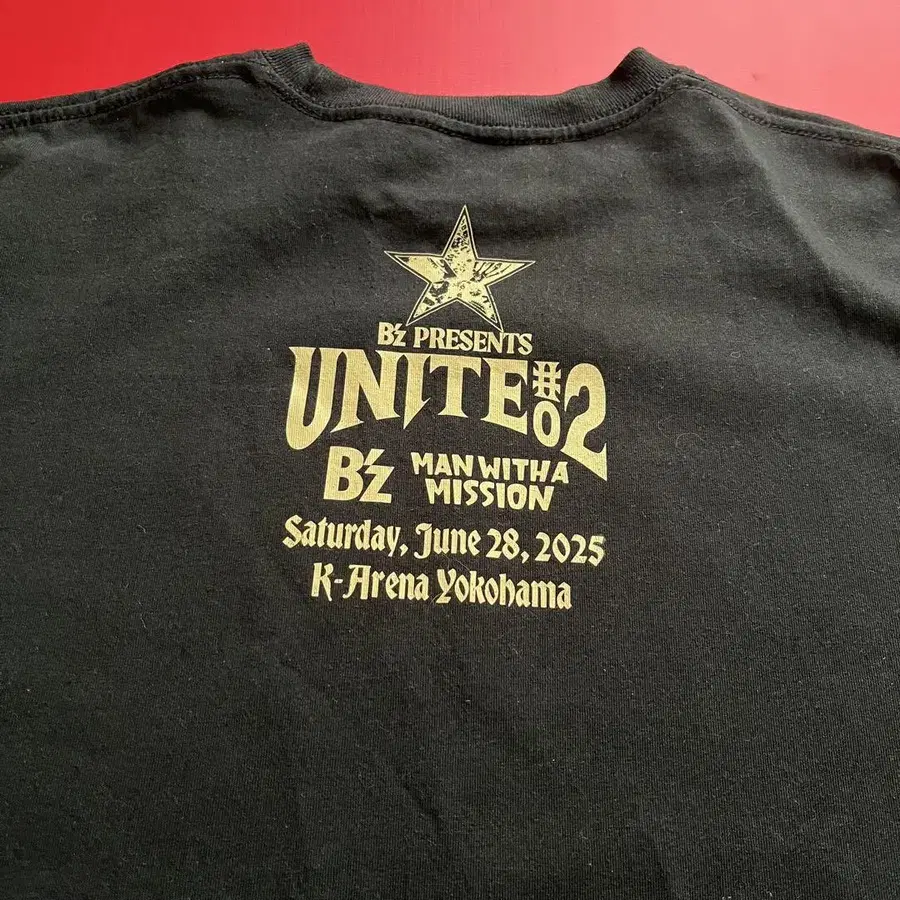 B'z PRESENTS
UNITE #02
B'z MAN WITH A MISSION
Saturday, June 28, 2025
K-Arena Yokohama